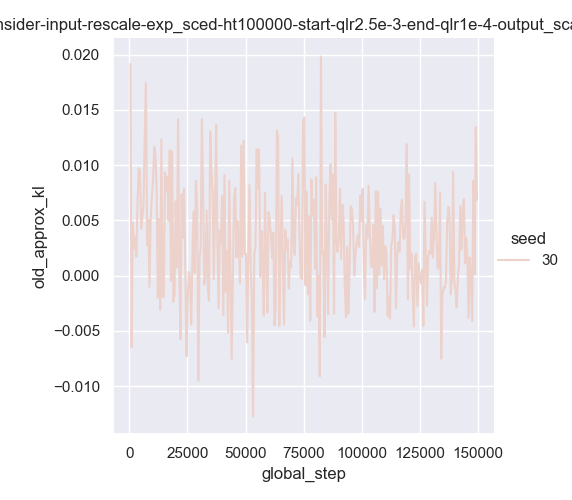 nsider-input-rescale-exp_sced-ht100000-start-qlr2.5e-3-end-qlr1e-4-output_sca
0.020
0.015
0.010
0.005
0.000
−0.005
−0.010
old_approx_kl
seed
30
0 25000 50000 75000 100000 125000 150000
global_step